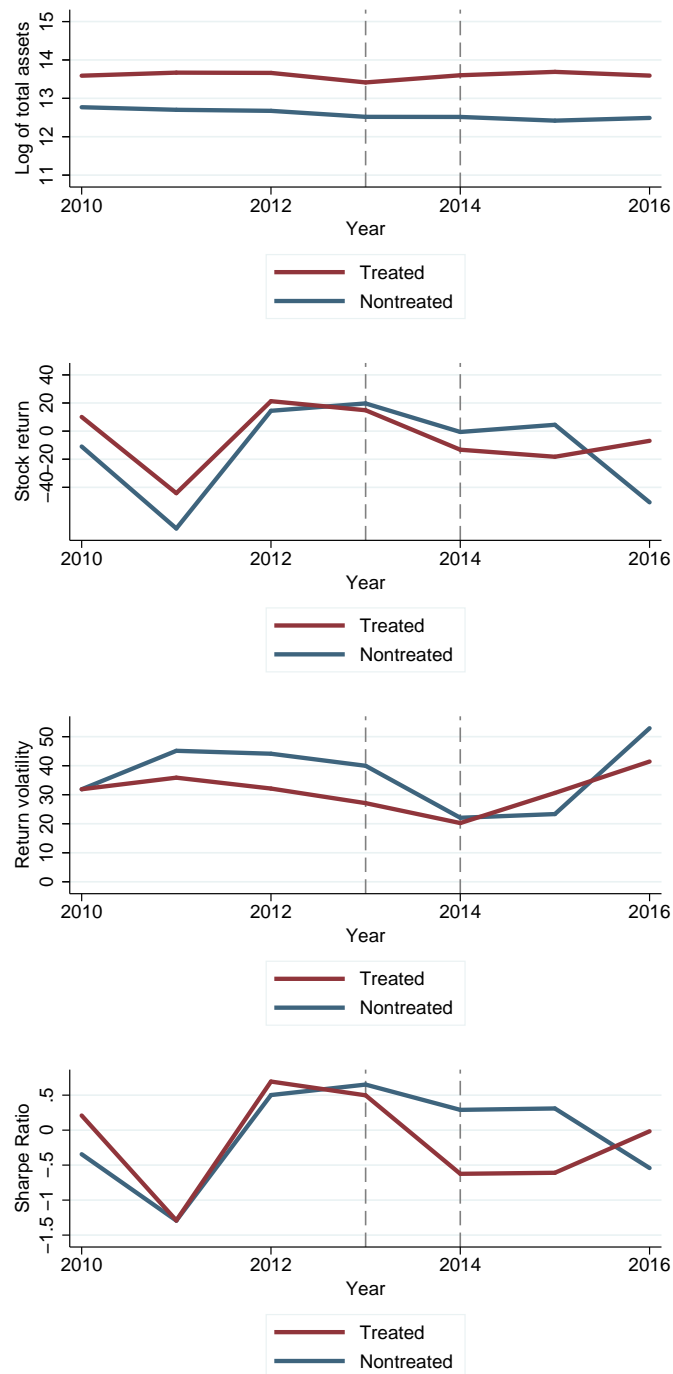 Log of total assets
15
14
13
12
11
2010 2012 2014 2016
Year
Treated
Nontreated
Stock return
40
20
0
−20
−40
2010 2012 2014 2016
Year
Treated
Nontreated
Return volatility
50
40
30
20
10
0
2010 2012 2014 2016
Year
Treated
Nontreated
Sharpe Ratio
.5
0
−.5
−1
−1.5
2010 2012 2014 2016
Year
Treated
Nontreated